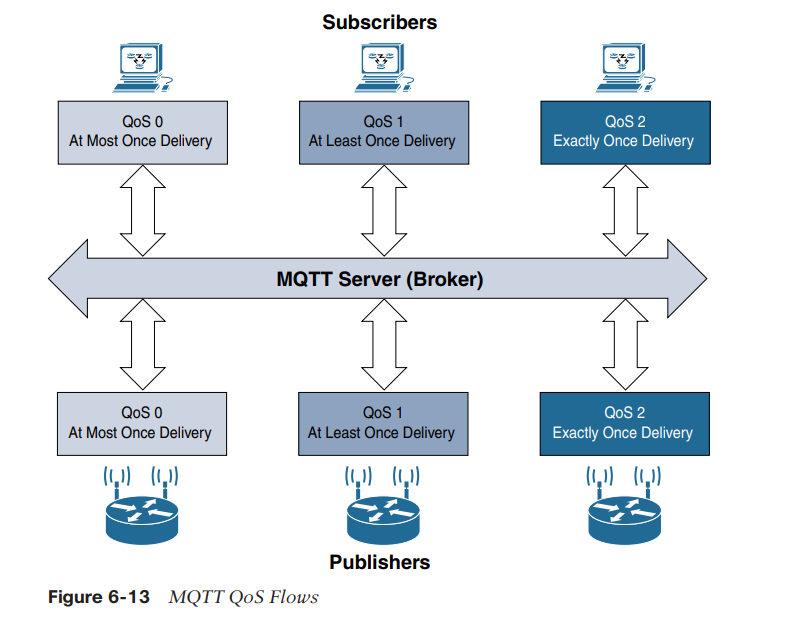 Subscribers
QoS 0
At Most Once Delivery
QoS 1
At Least Once Delivery
QoS 2
Exactly Once Delivery
MQTT Server (Broker)
QoS 0
At Most Once Delivery
QoS 1
At Least Once Delivery
QoS 2
Exactly Once Delivery
Publishers
Figure 6-13 MQTT QoS Flows